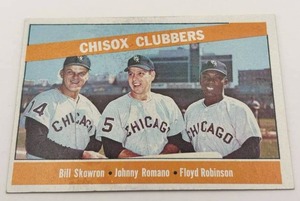 CHISOX CLUBBERS
14 CHICAGO 5 CHICAGO CHICAGO
Bill Skowron • Johnny Romano • Floyd Robinson